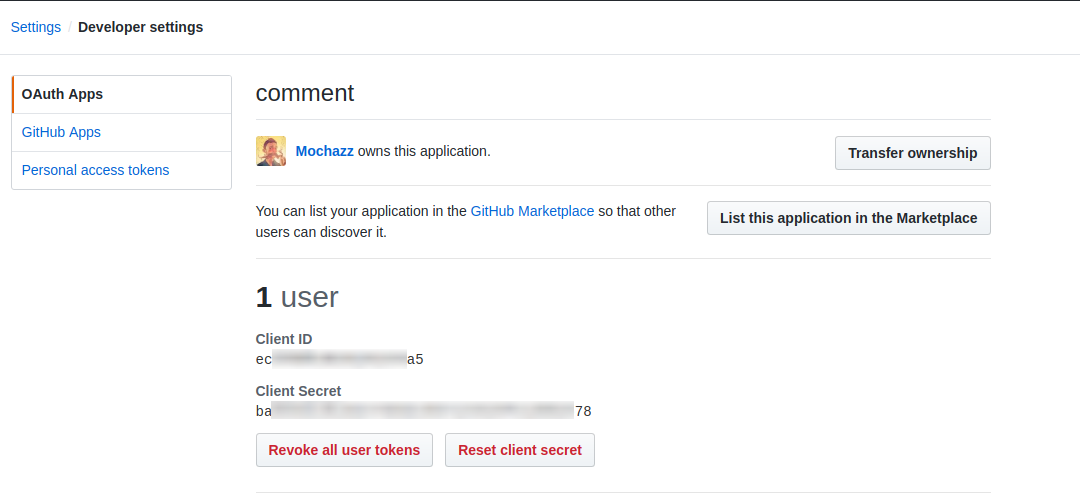 Settings / Developer settings
OAuth Apps
GitHub Apps
Personal access tokens
comment
Mochazz owns this application.
Transfer ownership
You can list your application in the GitHub Marketplace so that other
users can discover it.
List this application in the Marketplace
1 user
Client ID
ec a5
Client Secret
ba 78
Revoke all user tokens
Reset client secret